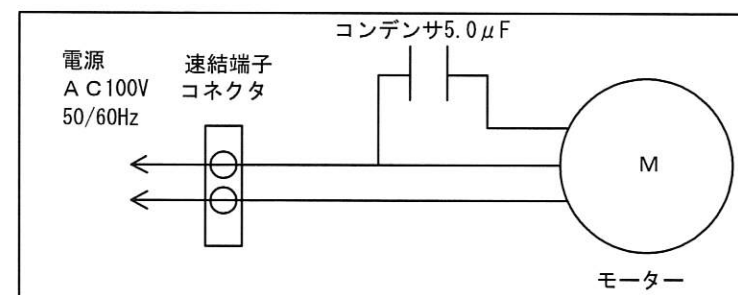 コンデンサ5.0μF
電源
AC100V
50/60Hz
速結端子
コネクタ
M
モーター